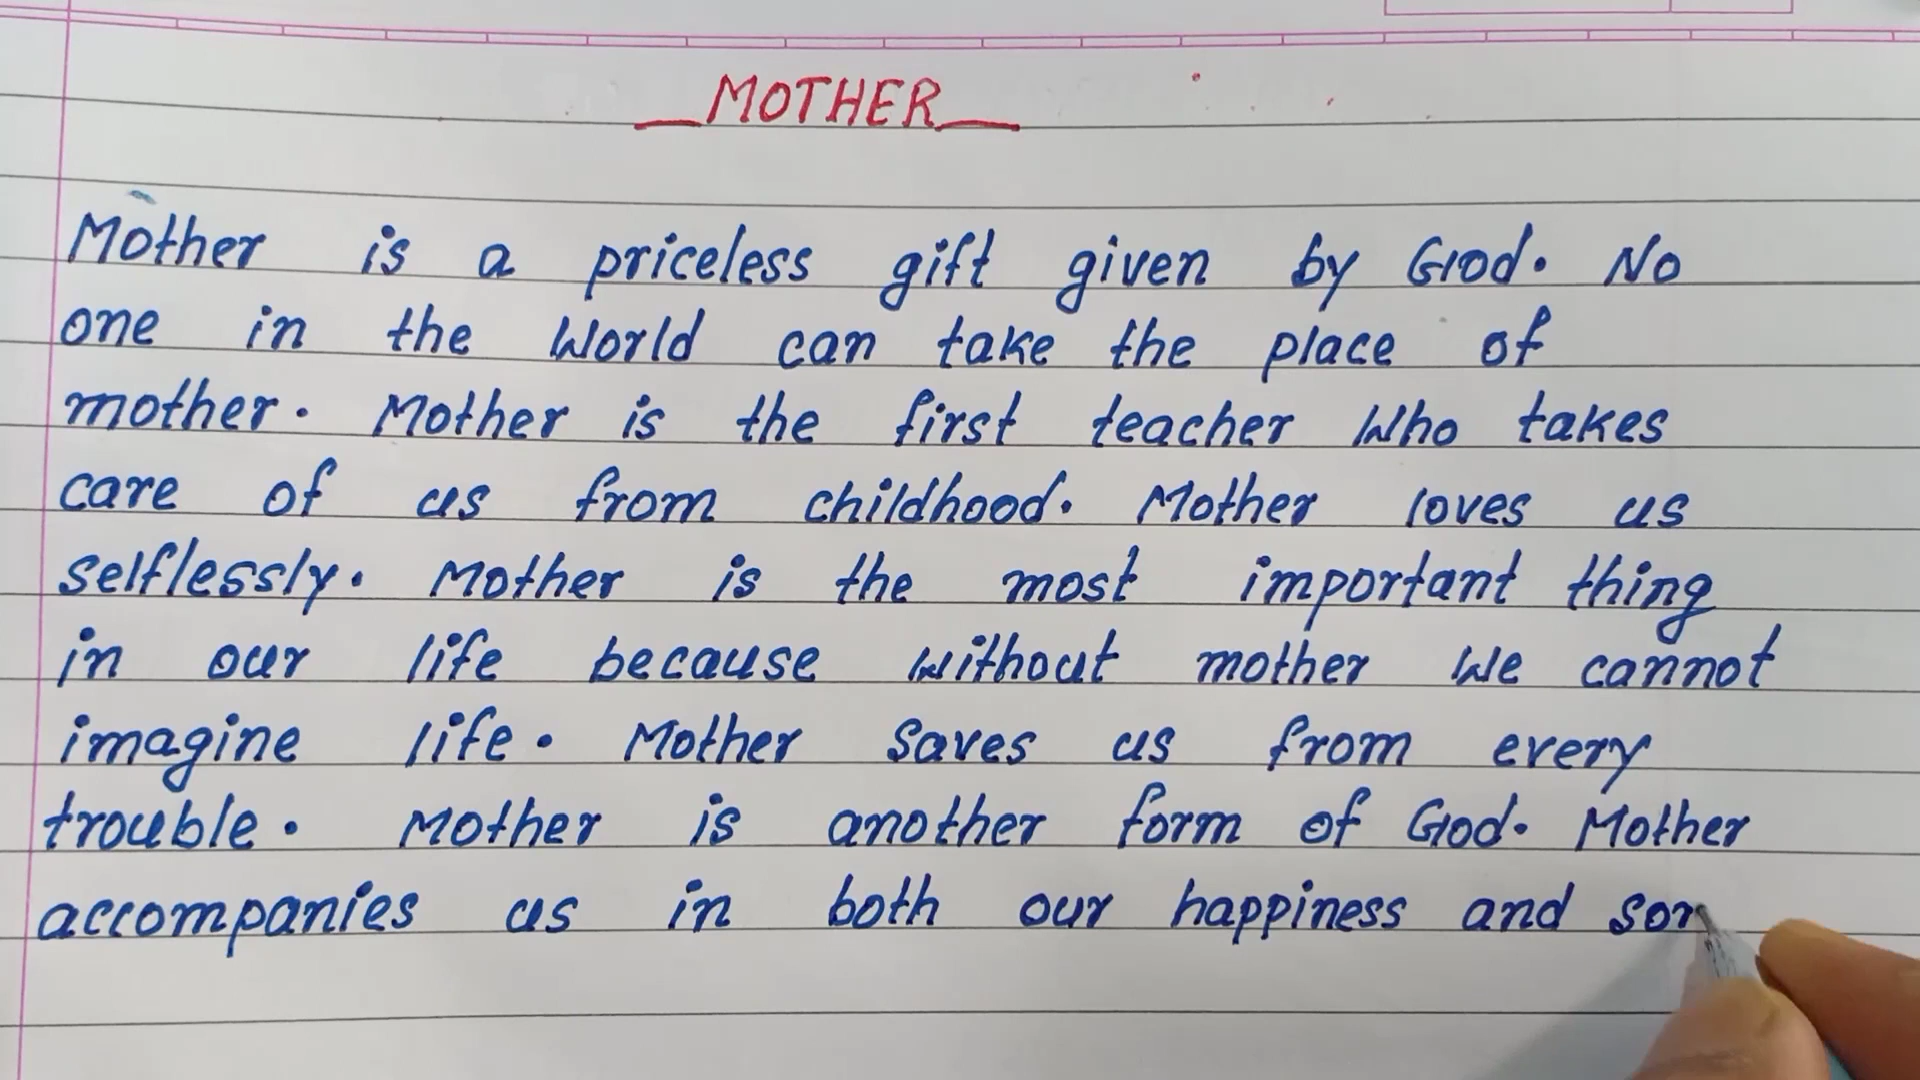 MOTHER
Mother is a priceless gift given by God. No
one in the World can take the place of
mother. Mother is the first teacher Who takes
care of us from childhood. Mother loves us
selflessly. Mother is the most important thing
in our life because without mother We cannot
imagine life. Mother saves us from every
trouble. Mother is another form of God. Mother
accompanies us in both our happiness and sor